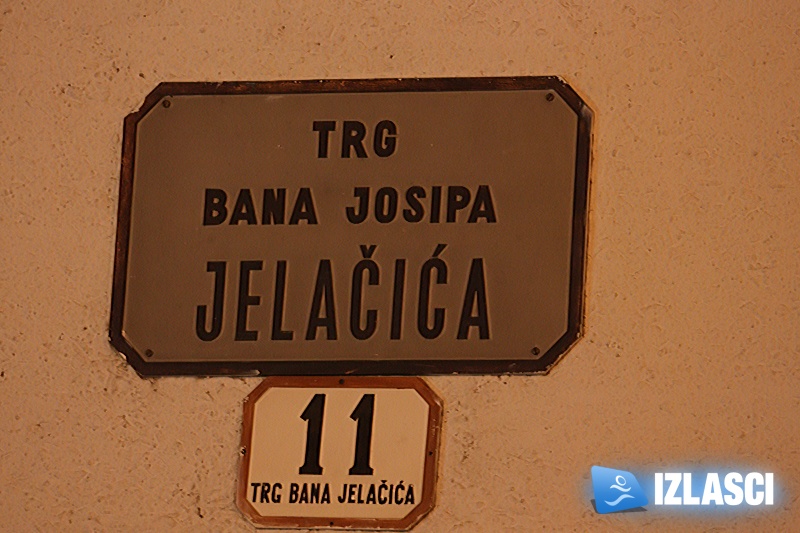 TRG
BANA JOSIPA
JELAČIĆA
11
TRG BANA JELAČIĆA
IZLASCI